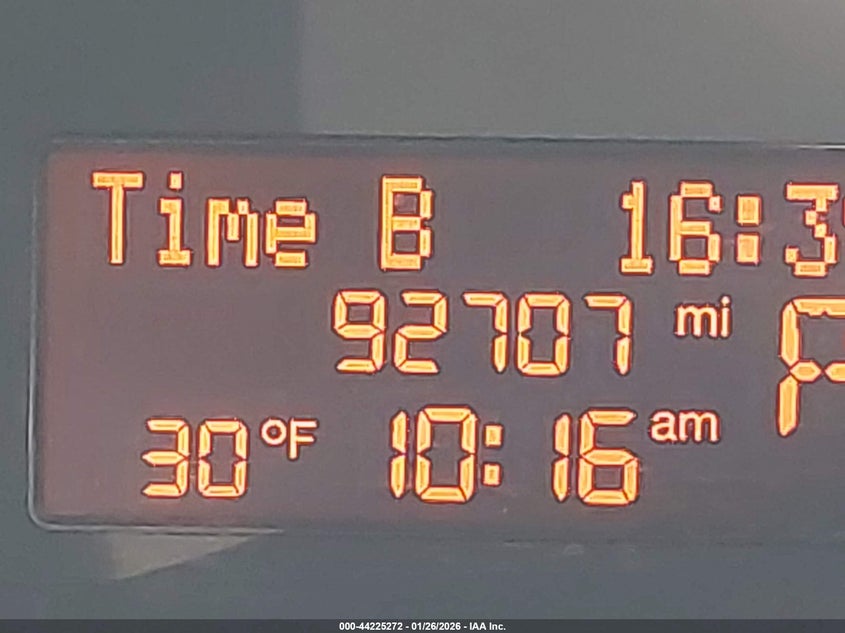 Time B 16:3
92707 mi P
30 °F 10:16 am
000-44225272 - 01/26/2026 - IAA Inc.